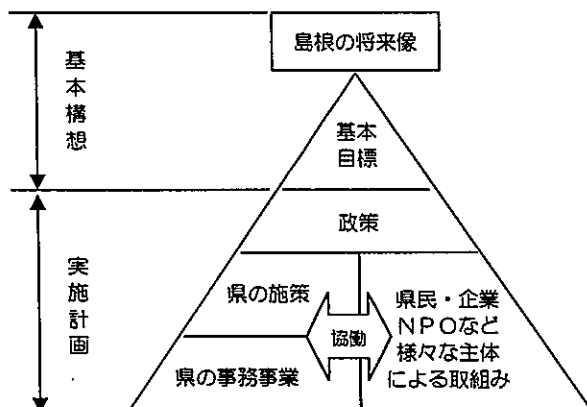 島根の将来像
基本構想
基本
目標
政策
実施計画
県の施策
協働
県の事務事業
県民・企業
ＮＰＯなど
様々な主体
による取組み